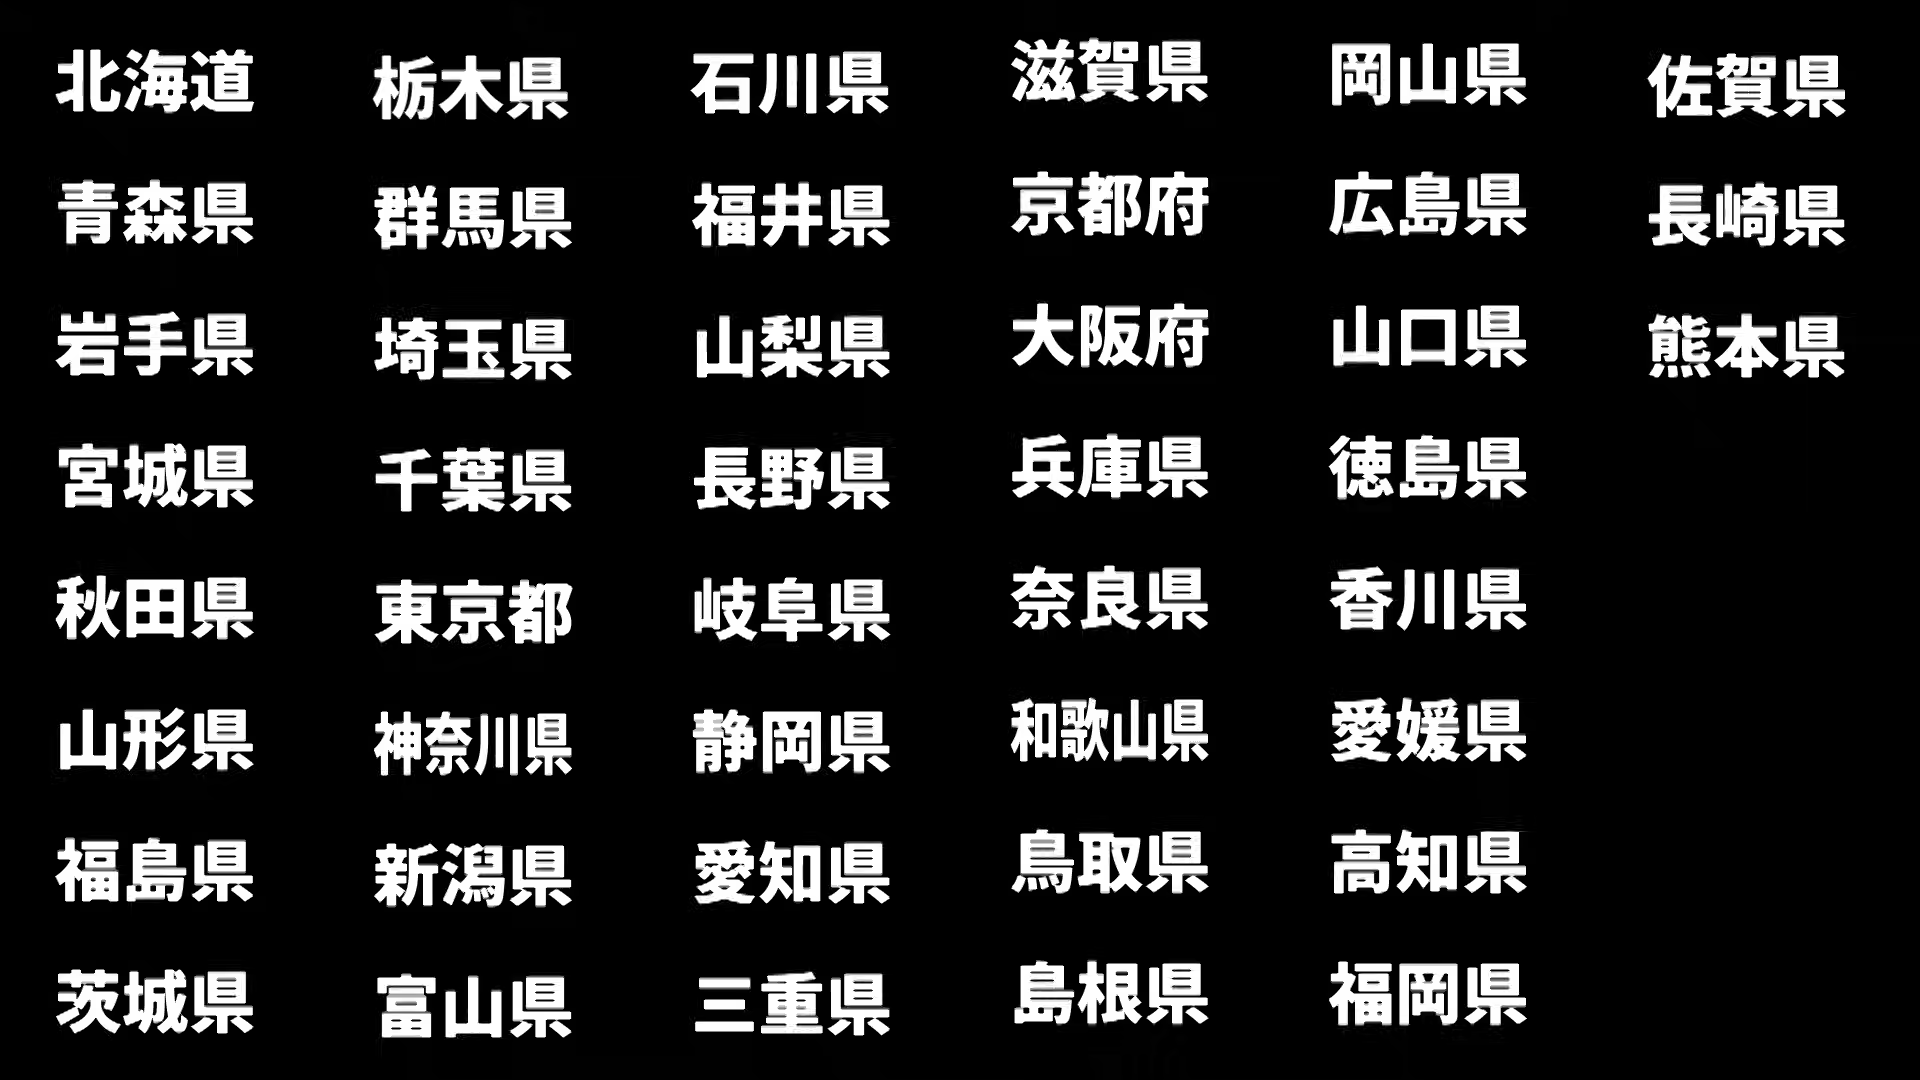 北海道
青森県
岩手県
宮城県
秋田県
山形県
福島県
茨城県
栃木県
群馬県
埼玉県
千葉県
東京都
神奈川県
新潟県
富山県
石川県
福井県
山梨県
長野県
岐阜県
静岡県
愛知県
三重県
滋賀県
京都府
大阪府
兵庫県
奈良県
和歌山県
鳥取県
島根県
岡山県
広島県
山口県
徳島県
香川県
愛媛県
高知県
福岡県
佐賀県
長崎県
熊本県